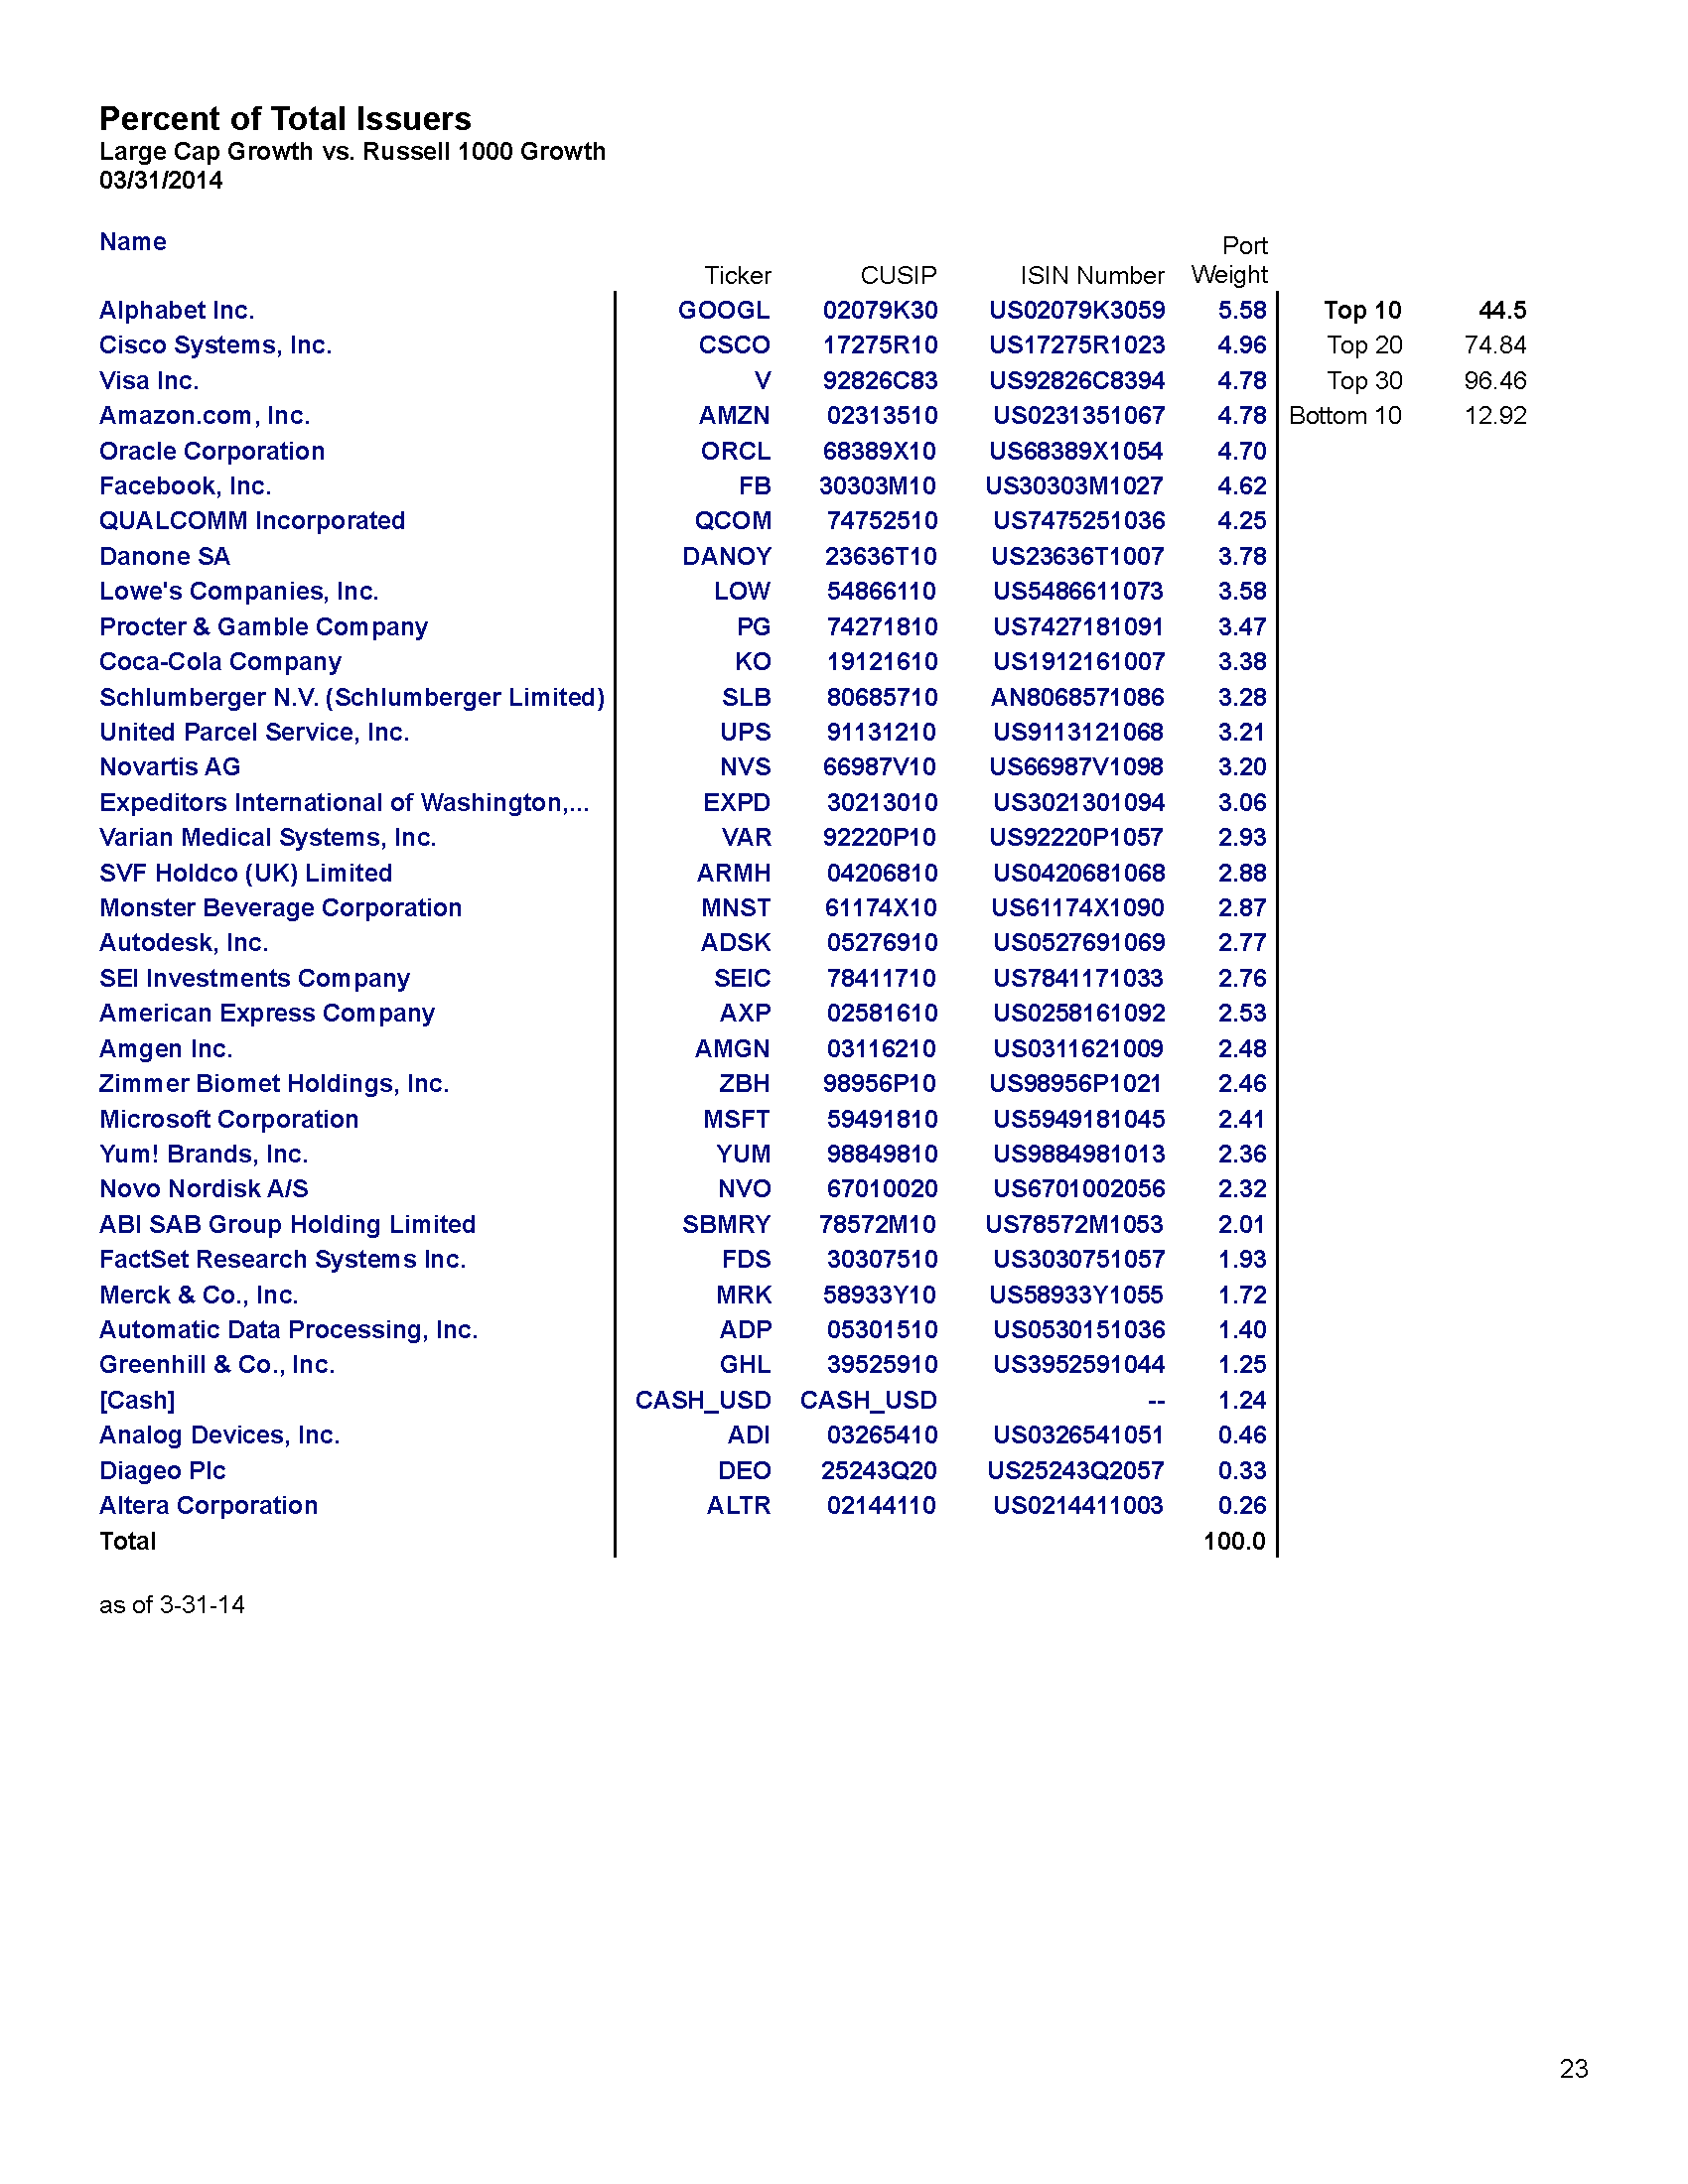 Percent of Total Issuers
Large Cap Growth vs. Russell 1000 Growth
03/31/2014
Name
Port
Ticker CUSIP ISIN Number Weight
Alphabet Inc. GOOGL 02079K30 US02079K3059 5.58 Top 10 44.5
Cisco Systems, Inc. CSCO 17275R10 US17275R1023 4.96 Top 20 74.84
Visa Inc. V 92826C83 US92826C8394 4.78 Top 30 96.46
Amazon.com, Inc. AMZN 02313510 US0231351067 4.78 Bottom 10 12.92
Oracle Corporation ORCL 68389X10 US68389X1054 4.70
Facebook, Inc. FB 30303M10 US30303M1027 4.62
QUALCOMM Incorporated QCOM 74752510 US7475251036 4.25
Danone SA DANOY 23636T10 US23636T1007 3.78
Lowe's Companies, Inc. LOW 54866110 US5486611073 3.58
Procter & Gamble Company PG 74271810 US7427181091 3.47
Coca-Cola Company KO 19121610 US1912161007 3.38
Schlumberger N.V. (Schlumberger Limited) SLB 80685710 AN8068571086 3.28
United Parcel Service, Inc. UPS 91131210 US9113121068 3.21
Novartis AG NVS 66987V10 US66987V1098 3.20
Expeditors International of Washington,... EXPD 30213010 US3021301094 3.06
Varian Medical Systems, Inc. VAR 92220P10 US92220P1057 2.93
SVF Holdco (UK) Limited ARMH 04206810 US0420681068 2.88
Monster Beverage Corporation MNST 61174X10 US61174X1090 2.87
Autodesk, Inc. ADSK 05276910 US0527691069 2.77
SEI Investments Company SEIC 78411710 US7841171033 2.76
American Express Company AXP 02581610 US0258161092 2.53
Amgen Inc. AMGN 03116210 US0311621009 2.48
Zimmer Biomet Holdings, Inc. ZBH 98956P10 US98956P1021 2.46
Microsoft Corporation MSFT 59491810 US5949181045 2.41
Yum! Brands, Inc. YUM 98849810 US9884981013 2.36
Novo Nordisk A/S NVO 67010020 US6701002056 2.32
ABI SAB Group Holding Limited SBMRY 78572M10 US78572M1053 2.01
FactSet Research Systems Inc. FDS 30307510 US3030751057 1.93
Merck & Co., Inc. MRK 58933Y10 US58933Y1055 1.72
Automatic Data Processing, Inc. ADP 05301510 US0530151036 1.40
Greenhill & Co., Inc. GHL 39525910 US3952591044 1.25
[Cash] CASH_USD CASH_USD -- 1.24
Analog Devices, Inc. ADI 03265410 US0326541051 0.46
Diageo Plc DEO 25243Q20 US25243Q2057 0.33
Altera Corporation ALTR 02144110 US0214411003 0.26
Total 100.0
as of 3-31-14
23